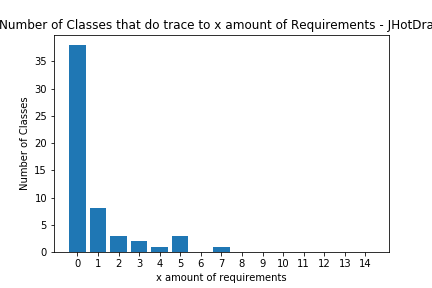 Number of Classes that do trace to x amount of Requirements - JHotDra
35
30
25
20
15
10
5
0
Number of Classes
0 1 2 3 4 5 6 7 8 9 10 11 12 13 14
x amount of requirements